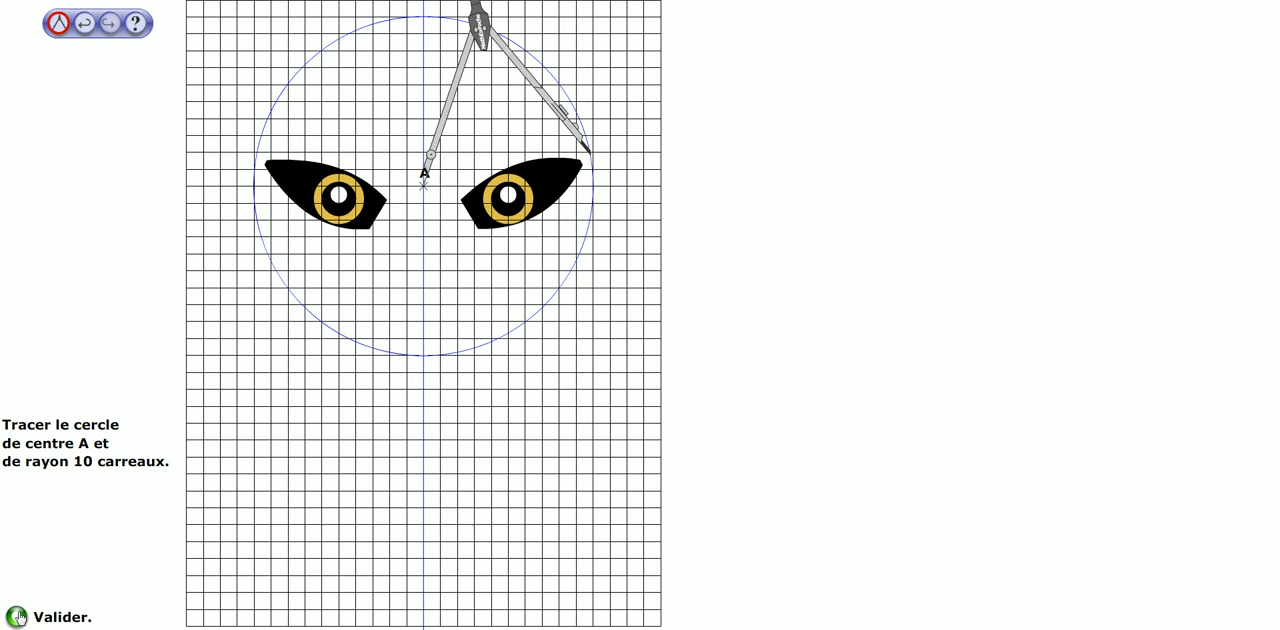 ?
A
Tracer le cercle
de centre A et
de rayon 10 carreaux.
Valider.